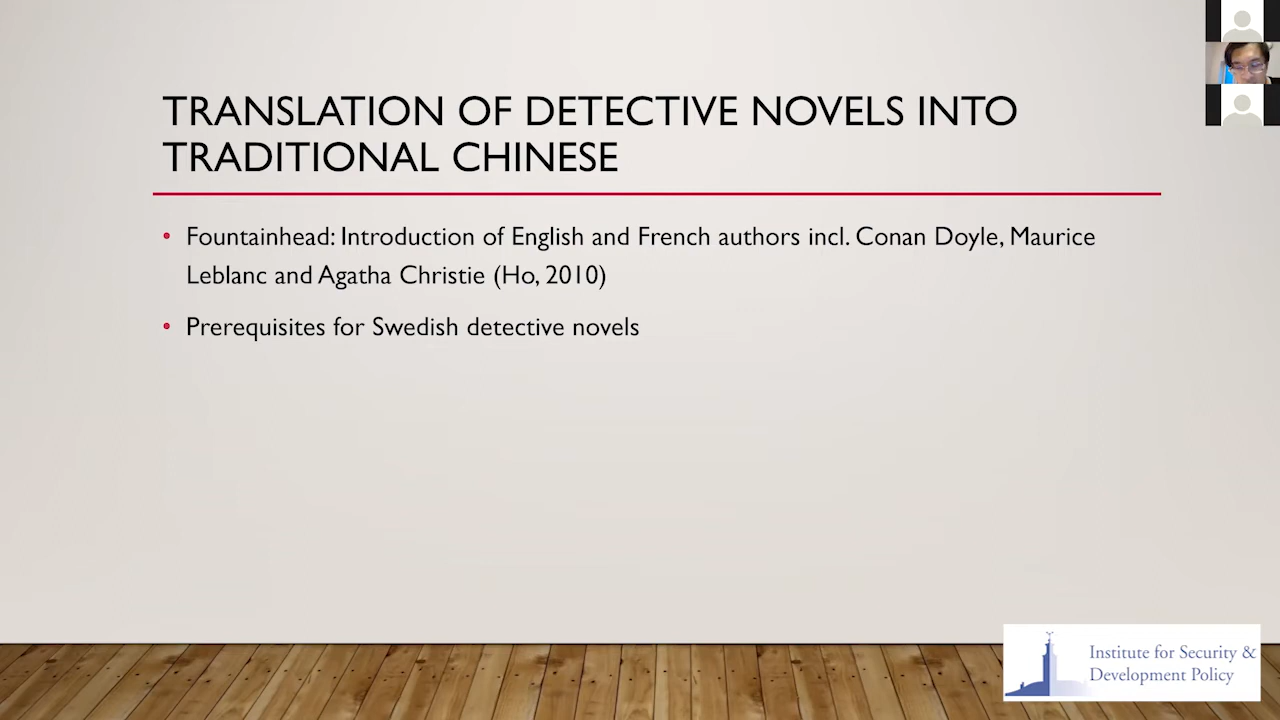 TRANSLATION OF DETECTIVE NOVELS INTO
TRADITIONAL CHINESE
• Fountainhead: Introduction of English and French authors incl. Conan Doyle, Maurice
Leblanc and Agatha Christie (Ho, 2010)
• Prerequisites for Swedish detective novels
Institute for Security &
Development Policy